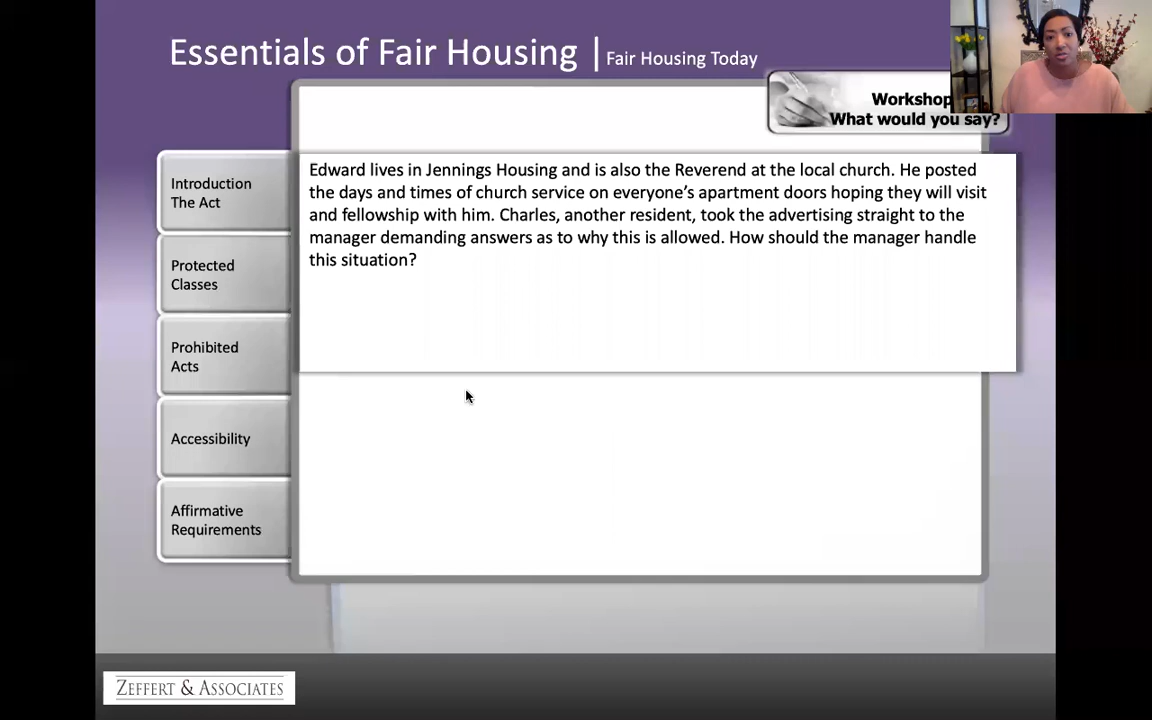 Essentials of Fair Housing | Fair Housing Today
Workshop
What would you say?
Edward lives in Jennings Housing and is also the Reverend at the local church. He posted
the days and times of church service on everyone’s apartment doors hoping they will visit
and fellowship with him. Charles, another resident, took the advertising straight to the
manager demanding answers as to why this is allowed. How should the manager handle
this situation?
Introduction
The Act
Protected
Classes
Prohibited
Acts
Accessibility
Affirmative
Requirements
ZEFFERT & ASSOCIATES